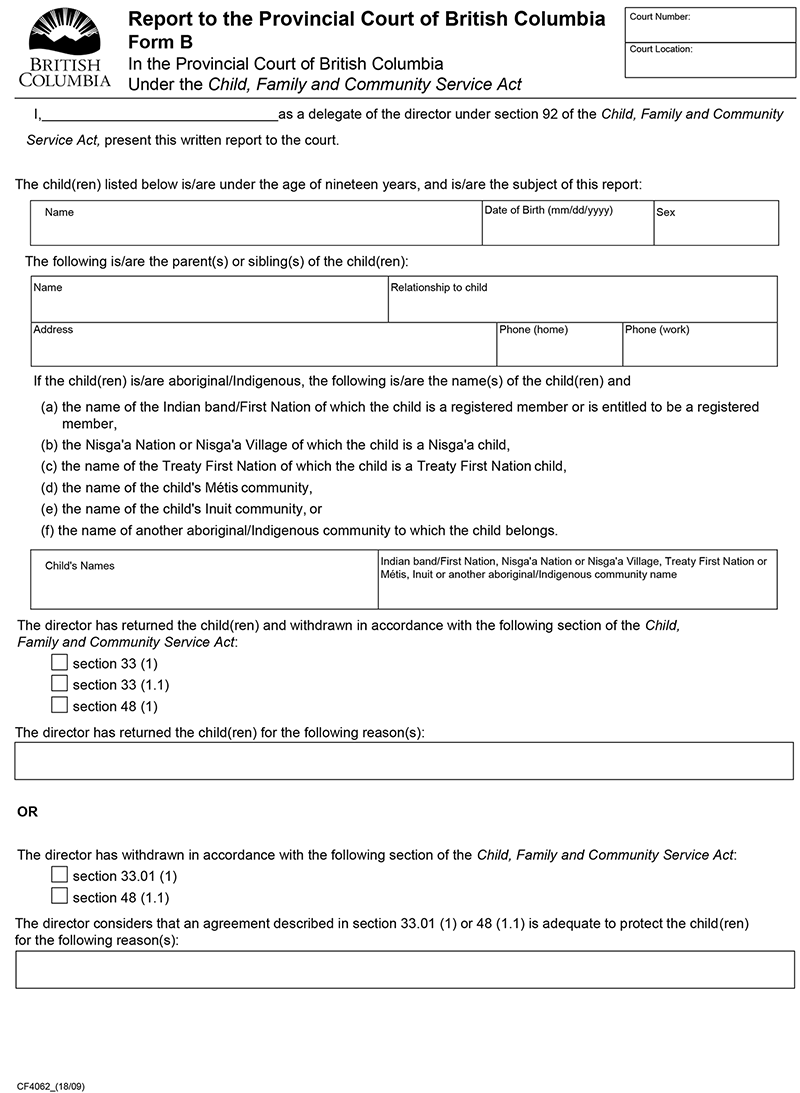 BRITISH
COLUMBIA
Report to the Provincial Court of British Columbia
Form B
In the Provincial Court of British Columbia
Under the Child, Family and Community Service Act
Court Number:
Court Location:
I,_______________________________as a delegate of the director under section 92 of the Child, Family and Community
Service Act, present this written report to the court.
The child(ren) listed below is/are under the age of nineteen years, and is/are the subject of this report:
Name
Date of Birth (mm/dd/yyyy)
Sex
The following is/are the parent(s) or sibling(s) of the child(ren):
Name
Relationship to child
Address
Phone (home)
Phone (work)
If the child(ren) is/are aboriginal/Indigenous, the following is/are the name(s) of the child(ren) and
(a) the name of the Indian band/First Nation of which the child is a registered member or is entitled to be a registered
member,
(b) the Nisga'a Nation or Nisga'a Village of which the child is a Nisga'a child,
(c) the name of the Treaty First Nation of which the child is a Treaty First Nation child,
(d) the name of the child's Métis community,
(e) the name of the child's Inuit community, or
(f) the name of another aboriginal/Indigenous community to which the child belongs.
Child's Names
Indian band/First Nation, Nisga'a Nation or Nisga'a Village, Treaty First Nation or
Métis, Inuit or another aboriginal/Indigenous community name
The director has returned the child(ren) and withdrawn in accordance with the following section of the Child,
Family and Community Service Act:
section 33 (1)
section 33 (1.1)
section 48 (1)
The director has returned the child(ren) for the following reason(s):
OR
The director has withdrawn in accordance with the following section of the Child, Family and Community Service Act:
section 33.01 (1)
section 48 (1.1)
The director considers that an agreement described in section 33.01 (1) or 48 (1.1) is adequate to protect the child(ren)
for the following reason(s):
CF4062_(18/09)